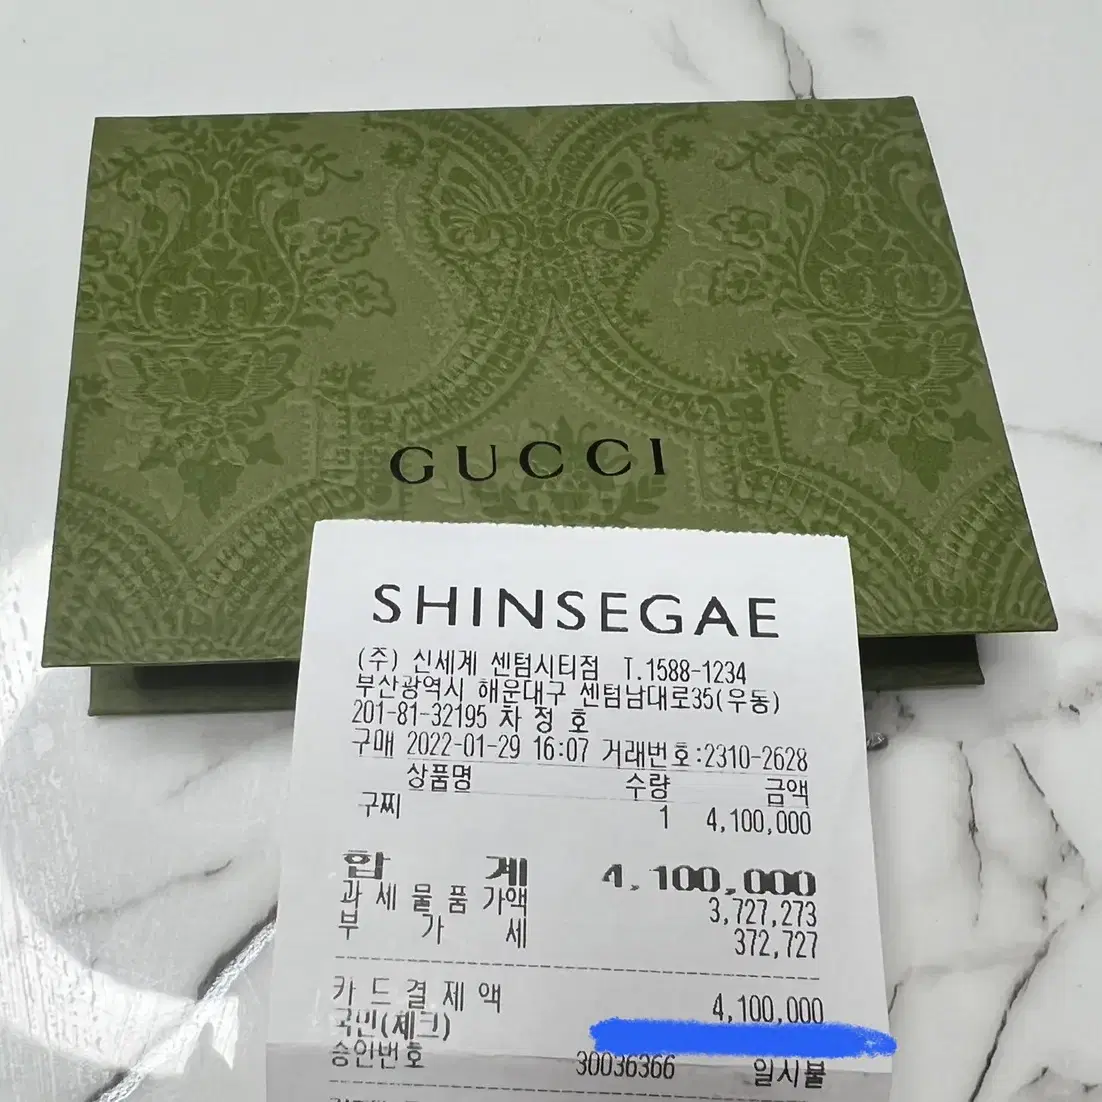 GUCCI
SHINSEGAE
(주) 신세계 센텀시티점 T.1588-1234
부산광역시 해운대구 센텀남대로35(우동)
201-81-32195 차 정 호
구매 2022-01-29 16:07 거래번호:2310-2628
상품명 수량 금액
구찌 1 4,100,000
합 계 4,100,000
과 세 물 품 가액 3,727,273
부 가 세 372,727
카 드 결 제 액 4,100,000
국민(체크)
승인번호 30036366 일시불